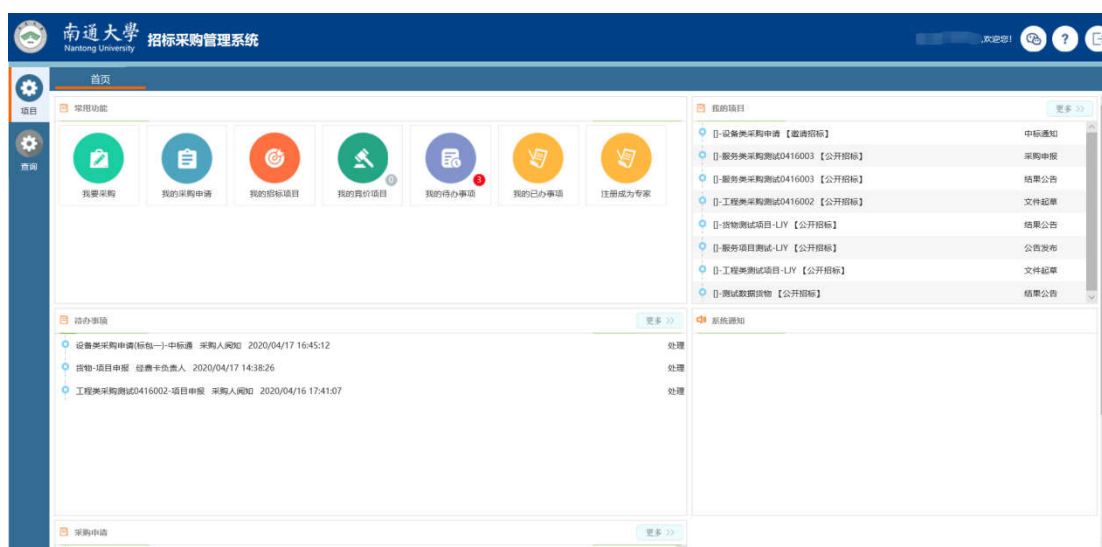 南通大學
Nantong University
招标采购管理系统
,欢迎您!
?
首页
项目
查询
常用功能
我要采购
我的采购申请
我的招标项目
我的竞价项目
0
我的待办事项
3
我的已办事项
注册成为专家
我的项目
更多 >>
[]-设备类采购申请 【邀请招标】 中标通知
[]-服务类采购测试0416003 【公开招标】 采购申报
[]-服务类采购测试0416003 【公开招标】 结果公告
[]-工程类采购测试0416002 【公开招标】 文件起草
[]-货物测试项目-LJY 【公开招标】 结果公告
[]-服务项目测试-LJY 【公开招标】 公告发布
[]-工程类测试项目-LJY 【公开招标】 文件起草
[]-测试数据货物 【公开招标】 结果公告
待办事项
更多 >>
设备类采购申请(标包一)-中标通 采购人阅知 2020/04/17 16:45:12 处理
货物-项目申报 经费卡负责人 2020/04/17 14:38:26 处理
工程类采购测试0416002-项目申报 采购人阅知 2020/04/16 17:41:07 处理
系统通知
采购申请
更多 >>